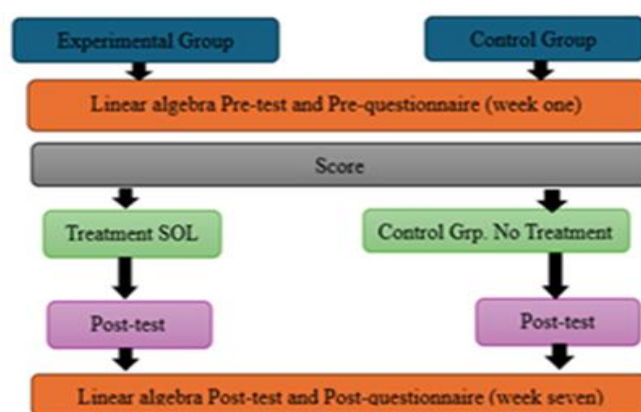 Experimental Group
Control Group
Linear algebra Pre-test and Pre-questionnaire (week one)
Score
Treatment SOL
Control Grp. No Treatment
Post-test
Post-test
Linear algebra Post-test and Post-questionnaire (week seven)